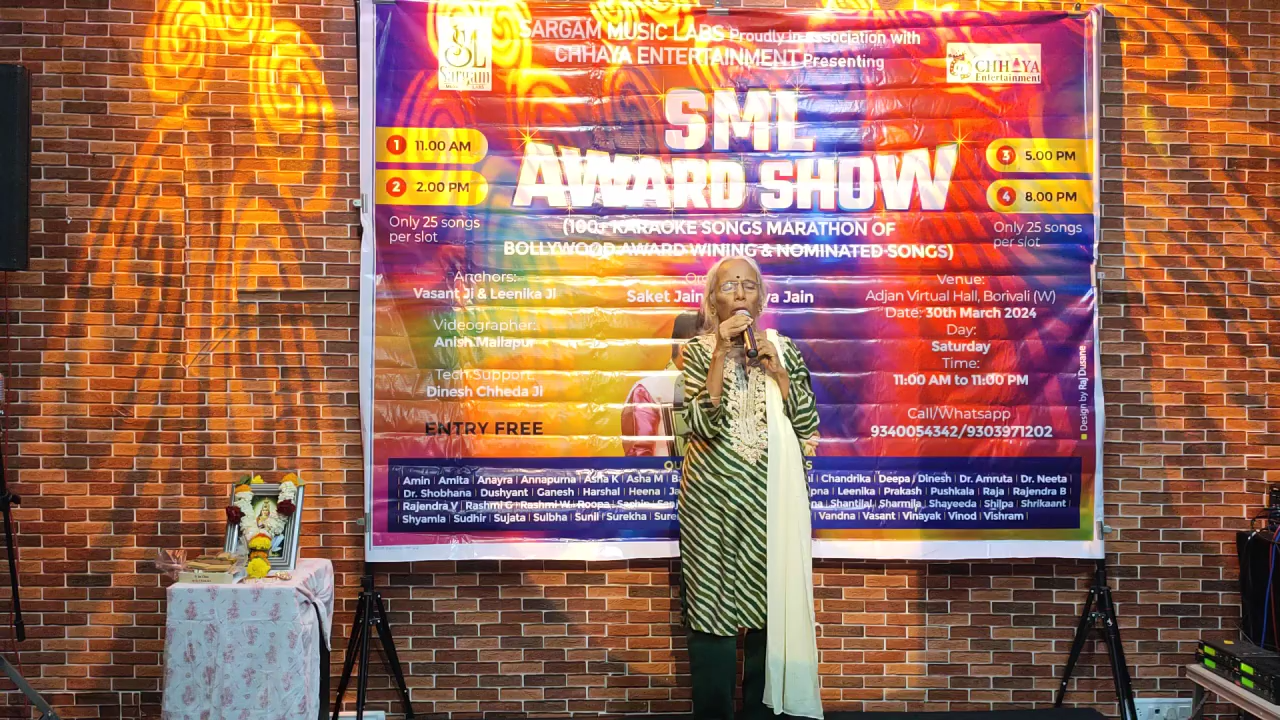 SARGAM MUSIC LABS Proudly in association with
CHHAYA ENTERTAINMENT Presenting
Sargam
CHHAYA
Entertainment
SML
AWARD SHOW
(100+ KARAOKE SONGS MARATHON OF
BOLLYWOOD AWARD WINING & NOMINATED SONGS)
1 11.00 AM
2 2.00 PM
Only 25 songs
per slot
3 5.00 PM
4 8.00 PM
Only 25 songs
per slot
Anchors:
Vasant Ji & Leenika Ji
Videographer:
Anish Mallapur
Tech Support:
Dinesh Chheda Ji
ENTRY FREE
Saket Jain
Jain
Venue:
Adjan Virtual Hall, Borivali (W)
Date: 30th March 2024
Day:
Saturday
Time:
11:00 AM to 11:00 PM
Call/Whatsapp
9340054342/9303971202
Design by Raj Dusane
Amin | Amita | Anayra | Annapurna | Asha K | Asha M | Chandrika | Deepa | Dinesh | Dr. Amruta | Dr. Neeta
Dr. Shobhana | Dushyant | Ganesh | Harshal | Heena | Leenika | Prakash | Pushkala | Raja | Rajendra B
Rajendra Y | Rashmi G | Rashmi W | Roopa | Shantilal | Sharmila | Shayeeda | Shilpa | Shrikaant
Shyamla | Sudhir | Sujata | Sulbha | Sunil | Surekha | Vandna | Vasant | Vinayak | Vinod | Vishram